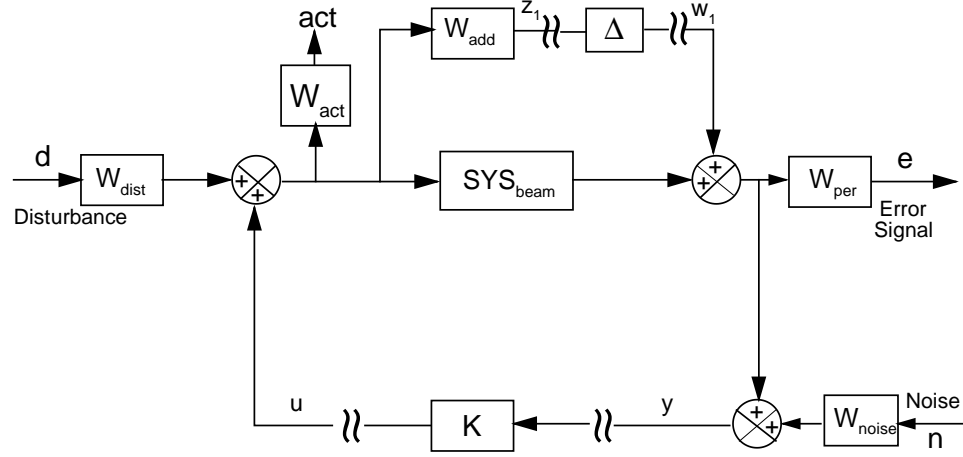 act
W_act
W_add
z_1
Δ
w_1
d
W_dist
Disturbance
+
+
SYS_beam
+
+
W_per
e
Error
Signal
u
K
y
+
+
W_noise
Noise
n